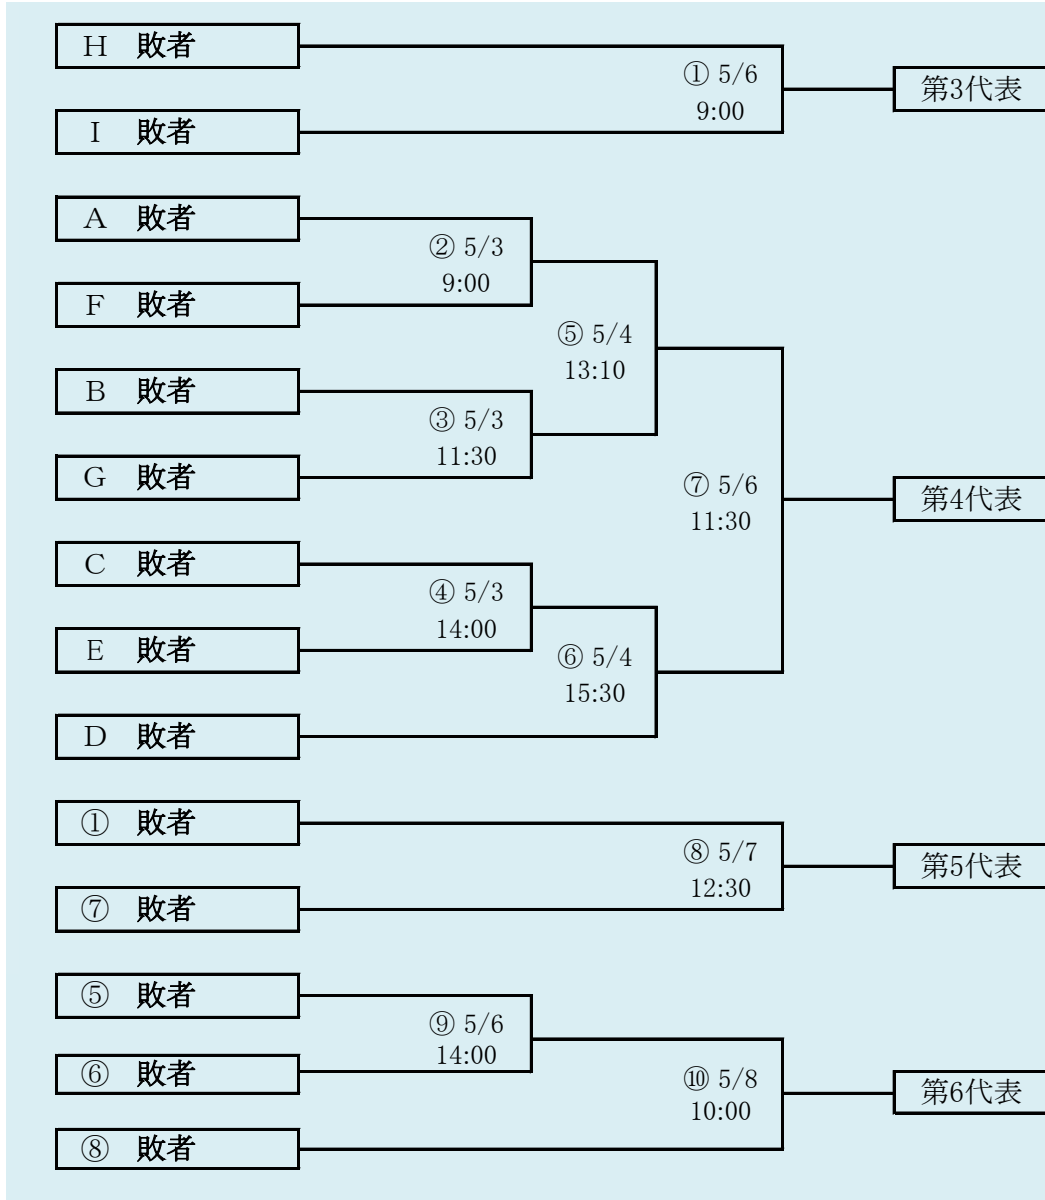 H 敗者
① 5/6
9:00
第3代表
I 敗者
A 敗者
② 5/3
9:00
F 敗者
⑤ 5/4
13:10
B 敗者
③ 5/3
11:30
G 敗者
⑦ 5/6
11:30
第4代表
C 敗者
④ 5/3
14:00
E 敗者
⑥ 5/4
15:30
D 敗者
① 敗者
⑧ 5/7
12:30
第5代表
⑦ 敗者
⑤ 敗者
⑨ 5/6
14:00
⑥ 敗者
⑩ 5/8
10:00
第6代表
⑧ 敗者